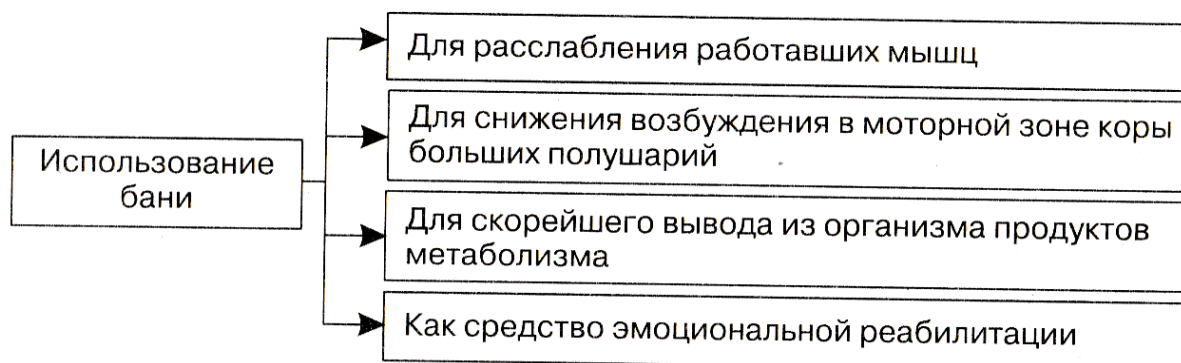 Использование
бани
Для расслабления работавших мышц
Для снижения возбуждения в моторной зоне коры
больших полушарий
Для скорейшего вывода из организма продуктов
метаболизма
Как средство эмоциональной реабилитации